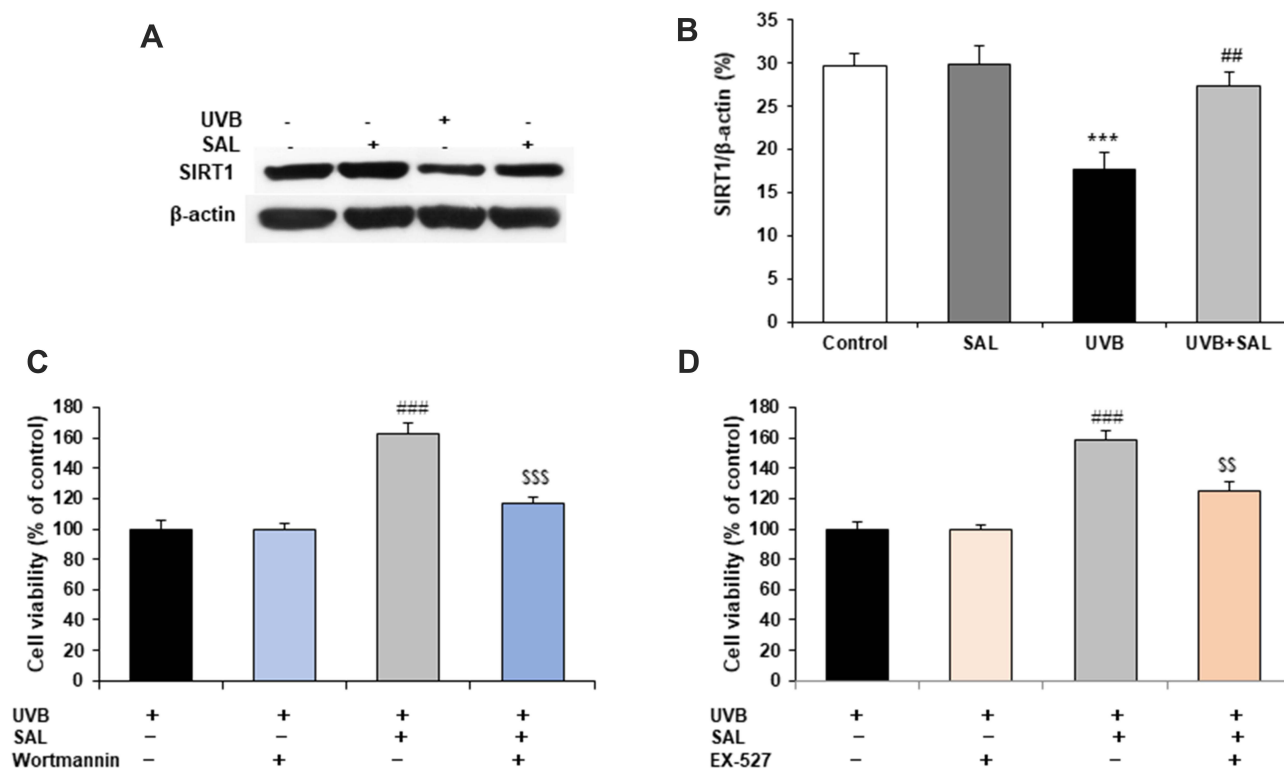 A
UVB - - + -
SAL - + - +
SIRT1
β-actin
B
SIRT1/β-actin (%)
35
30
25
20
15
10
5
0
***
##
Control SAL UVB UVB+SAL
C
Cell viability (% of control)
180
160
140
120
100
80
60
40
20
0
###
$$$
UVB + + + +
SAL – – + +
Wortmannin – + – +
D
Cell viability (% of control)
180
160
140
120
100
80
60
40
20
0
###
$$
UVB + + + +
SAL – – + +
EX-527 – + – +